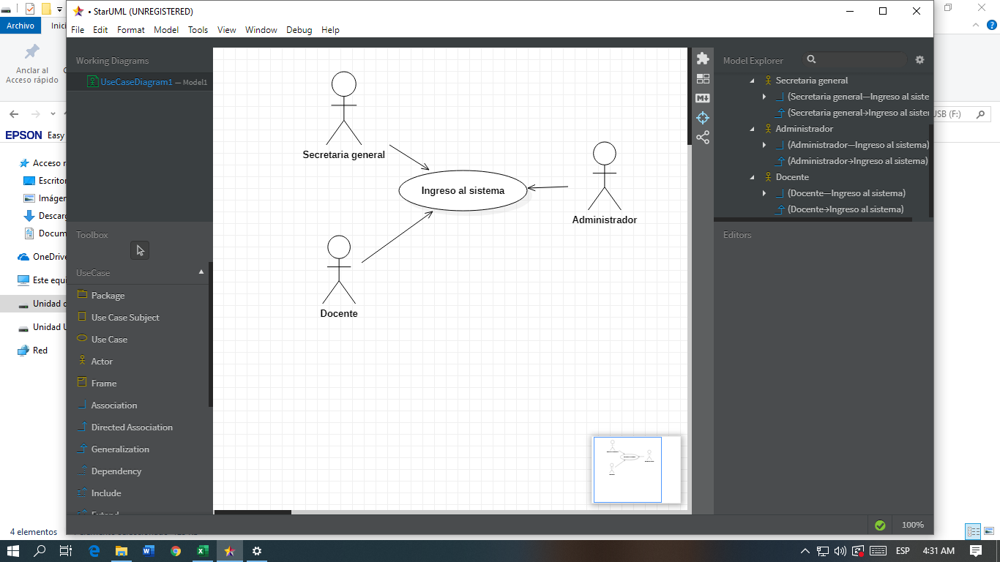 StarUML (UNREGISTERED)
File Edit Format Model Tools View Window Debug Help
Archivo
Anclar al
Acceso rápido
EPSON Easy
Este equi
Red
4 elementos
Working Diagrams
UseCaseDiagram1 — Model1
Toolbox
UseCase
Package
Use Case Subject
Use Case
Actor
Frame
Association
Directed Association
Generalization
Dependency
Include
Extend
Secretaria general
Ingreso al sistema
Administrador
Docente
Model Explorer
Secretaria general
(Secretaria general—Ingreso al siste
(Secretaria general→Ingreso al sister
Administrador
(Administrador—Ingreso al sistema)
(Administrador→Ingreso al sistema)
Docente
(Docente—Ingreso al sistema)
(Docente→Ingreso al sistema)
Editors
USB (F:)
Inici
Acceso r
Escritor
Imágen
Descarg
Docum
OneDrive
Unidad d
Unidad U
100%
ESP 4:31 AM